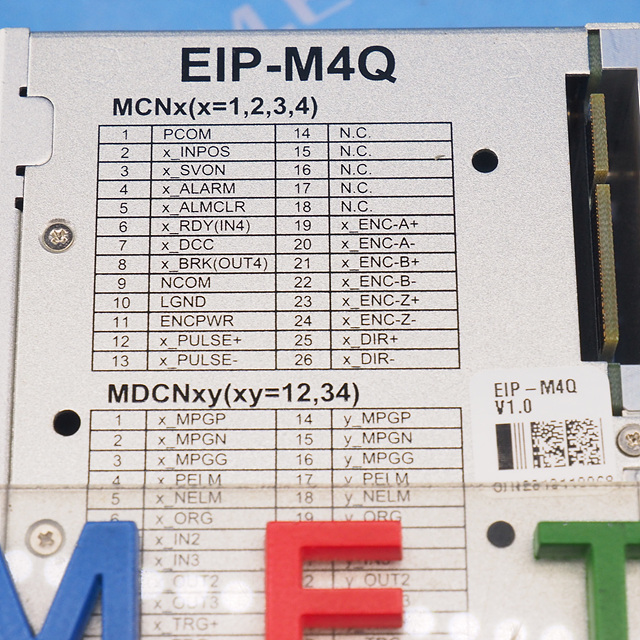 EIP-M4Q
MCNx(x=1,2,3,4)
1 PCOM 14 N.C.
2 x_INPOS 15 N.C.
3 x_SVON 16 N.C.
4 x_ALARM 17 N.C.
5 x_ALMCLR 18 N.C.
6 x_RDY(IN4) 19 x_ENC-A+
7 x_DCC 20 x_ENC-A-
8 x_BRK(OUT4) 21 x_ENC-B+
9 NCOM 22 x_ENC-B-
10 LGND 23 x_ENC-Z+
11 ENCPWR 24 x_ENC-Z-
12 x_PULSE+ 25 x_DIR+
13 x_PULSE- 26 x_DIR-
MDCNxy(xy=12,34)
1 x_MPGP 14 y_MPGP
2 x_MPGN 15 y_MPGN
3 x_MPGG 16 y_MPGG
4 x_PELM 17 y_PELM
5 x_NELM 18 y_NELM
6 x_ORG 19 y_ORG
x_IN2
x_IN3
OUT2 y_OUT2
x_TRG+
EIP-M4Q
V1.0
M E T